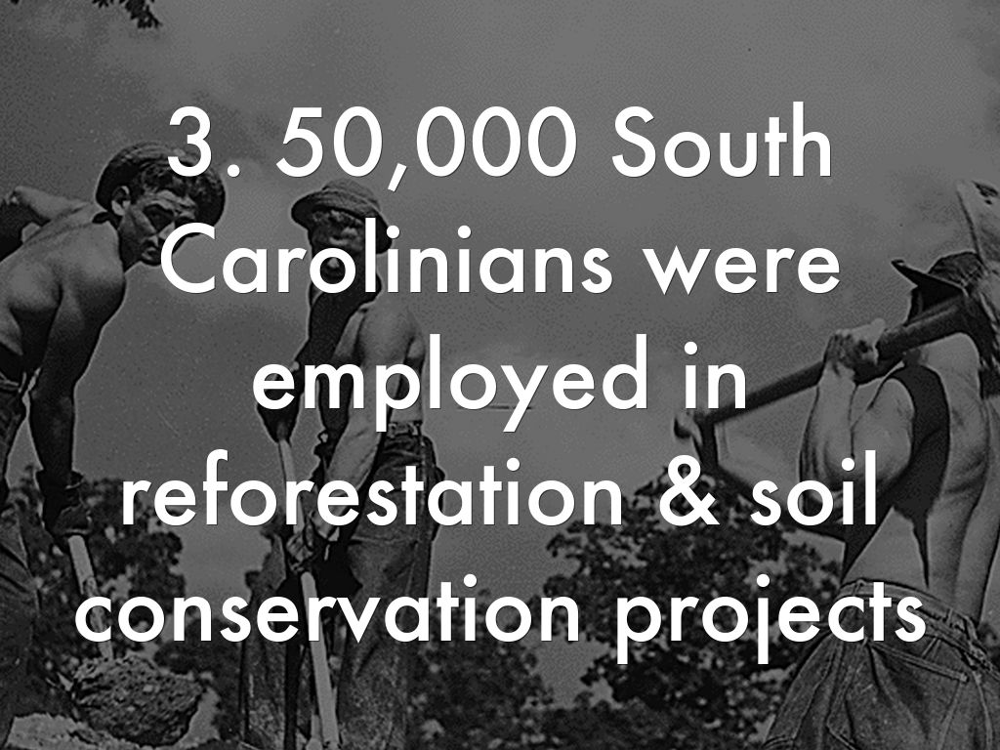 3. 50,000 South
Carolinians were
employed in
reforestation & soil
conservation projects